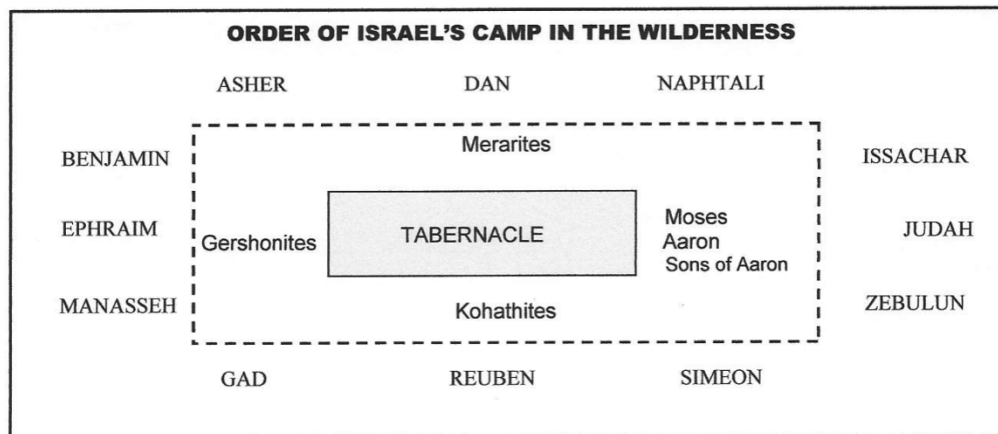 ORDER OF ISRAEL'S CAMP IN THE WILDERNESS
ASHER DAN NAPHTALI
Merarites
BENJAMIN ISSACHAR
Moses
EPHRAIM Gershonites TABERNACLE Aaron JUDAH
Sons of Aaron
MANASSEH Kohathites ZEBULUN
GAD REUBEN SIMEON